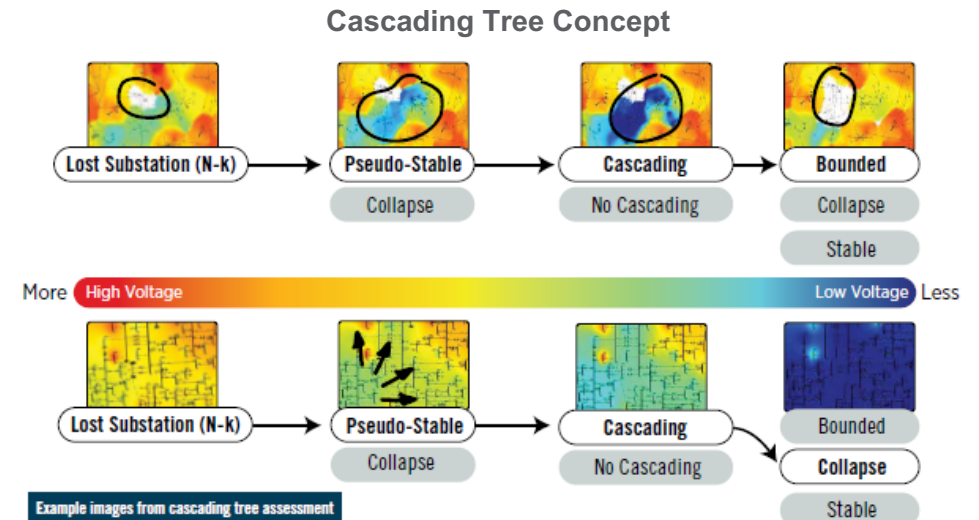 Cascading Tree Concept
Lost Substation (N-k)
Pseudo-Stable
Cascading
Bounded
Collapse
No Cascading
Collapse
Stable
More
High Voltage
Low Voltage
Less
Lost Substation (N-k)
Pseudo-Stable
Cascading
Bounded
Collapse
No Cascading
Collapse
Stable
Example images from cascading tree assessment